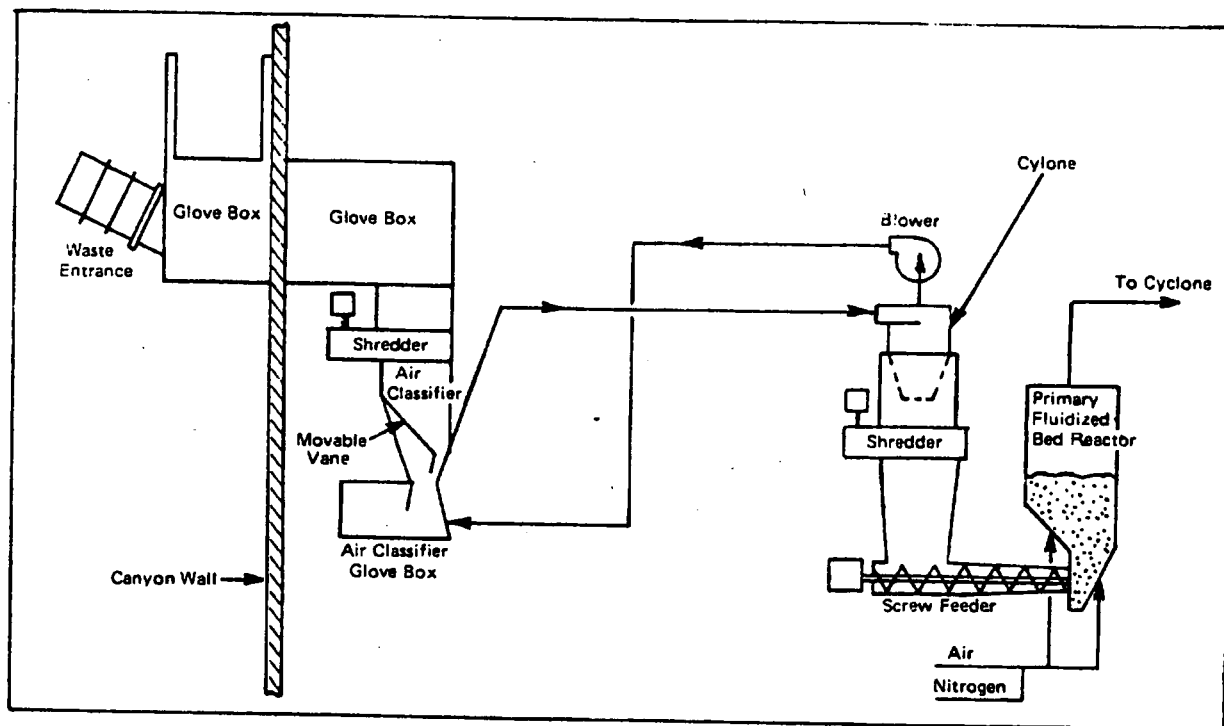 Glove Box
Glove Box
Waste
Entrance
Shredder
Air
Classifier
Movable
Vane
Air Classifier
Glove Box
Canyon Wall
Cylone
Blower
To Cyclone
Primary
Fluidized
Bed Reactor
Shredder
Screw Feeder
Air
Nitrogen